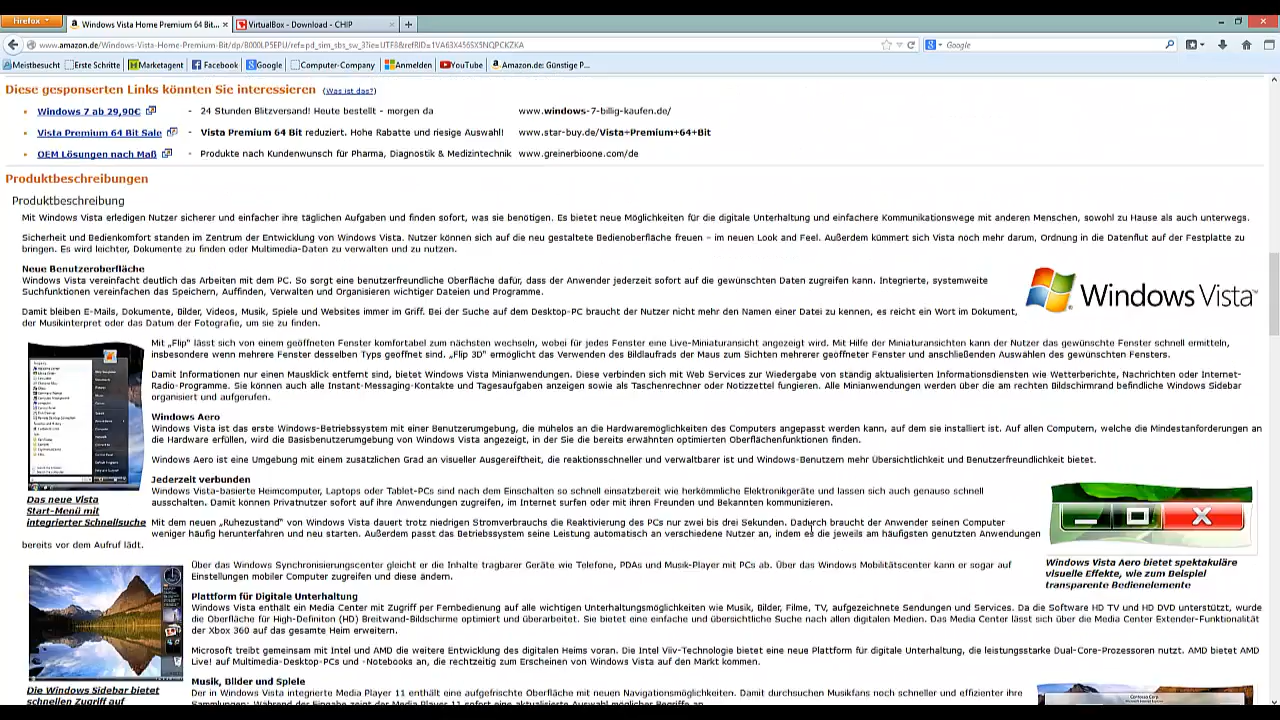 Firefox
Windows Vista Home Premium 64 Bit...
VirtualBox - Download - CHIP
www.amazon.de/Windows-Vista-Home-Premium-Bit/dp/B000LP5EPU/ref=pd_sim_sbs_sw_3?ie=UTF8&refRID=1VA63X456SX5NQPCKZKA
Google
Meistbesucht
Erste Schritte
Marketagent
Facebook
Google
Computer-Company
Anmelden
YouTube
Amazon.de: Günstige P...
Diese gesponserten Links könnten Sie interessieren (Was ist das?)
Windows 7 ab 29,90€ - 24 Stunden Blitzversand! Heute bestellt - morgen da www.windows-7-billig-kaufen.de/
Vista Premium 64 Bit Sale - Vista Premium 64 Bit reduziert. Hohe Rabatte und riesige Auswahl! www.star-buy.de/Vista+Premium+64+Bit
OEM Lösungen nach Maß - Produkte nach Kundenwunsch für Pharma, Diagnostik & Medizintechnik www.greinerbioone.com/de
Produktbeschreibungen
Produktbeschreibung
Mit Windows Vista erledigen Nutzer sicherer und einfacher ihre täglichen Aufgaben und finden sofort, was sie benötigen. Es bietet neue Möglichkeiten für die digitale Unterhaltung und einfachere Kommunikationswege mit anderen Menschen, sowohl zu Hause als auch unterwegs.
Sicherheit und Bedienkomfort standen im Zentrum der Entwicklung von Windows Vista. Nutzer können sich auf die neu gestaltete Bedienoberfläche freuen – im neuen Look and Feel. Außerdem kümmert sich Vista noch mehr darum, Ordnung in die Datenflut auf der Festplatte zu
bringen. Es wird leichter, Dokumente zu finden oder Multimedia-Daten zu verwalten und zu nutzen.
Neue Benutzeroberfläche
Windows Vista vereinfacht deutlich das Arbeiten mit dem PC. So sorgt eine benutzerfreundliche Oberfläche dafür, dass der Anwender jederzeit sofort auf die gewünschten Daten zugreifen kann. Integrierte, systemweite
Suchfunktionen vereinfachen das Speichern, Auffinden, Verwalten und Organisieren wichtiger Dateien und Programme.
Windows Vista™
Damit bleiben E-Mails, Dokumente, Bilder, Videos, Musik, Spiele und Websites immer im Griff. Bei der Suche auf dem Desktop-PC braucht der Nutzer nicht mehr den Namen einer Datei zu kennen, es reicht ein Wort im Dokument,
der Musikinterpret oder das Datum der Fotografie, um sie zu finden.
Mit „Flip“ lässt sich von einem geöffneten Fenster komfortabel zum nächsten wechseln, wobei für jedes Fenster eine Live-Miniaturansicht angezeigt wird. Mit Hilfe der Miniaturansichten kann der Nutzer das gewünschte Fenster schnell ermitteln,
insbesondere wenn mehrere Fenster desselben Typs geöffnet sind. „Flip 3D“ ermöglicht das Verwenden des Bildlaufrads der Maus zum Sichten mehrerer geöffneter Fenster und anschließenden Auswählen des gewünschten Fensters.
Damit Informationen nur einen Mausklick entfernt sind, bietet Windows Vista Minianwendungen. Diese verbinden sich mit Web Services zur Wiedergabe von ständig aktualisierten Informationsdiensten wie Wetterberichte, Nachrichten oder Internet-
Radio-Programme. Sie können auch alle Instant-Messaging-Kontakte und Tagesaufgaben anzeigen sowie als Taschenrechner oder Notizzettel fungieren. Alle Minianwendungen werden über die am rechten Bildschirmrand befindliche Windows Sidebar
organisiert und aufgerufen.
Windows Aero
Windows Vista ist das erste Windows-Betriebssystem mit einer Benutzerumgebung, die mühelos an die Hardwaremöglichkeiten des Computers angepasst werden kann, auf dem sie installiert ist. Auf allen Computern, welche die Mindestanforderungen an
die Hardware erfüllen, wird die Basisbenutzerumgebung von Windows Vista angezeigt, in der Sie die bereits erwähnten optimierten Oberflächenfunktionen finden.
Windows Aero ist eine Umgebung mit einem zusätzlichen Grad an visueller Ausgereiftheit, die reaktionsschneller und verwaltbarer ist und Windows-Benutzern mehr Übersichtlichkeit und Benutzerfreundlichkeit bietet.
Jederzeit verbunden
Windows Vista-basierte Heimcomputer, Laptops oder Tablet-PCs sind nach dem Einschalten so schnell einsatzbereit wie herkömmliche Elektronikgeräte und lassen sich auch genauso schnell
ausschalten. Damit können Privatnutzer sofort auf ihre Anwendungen zugreifen, im Internet surfen oder mit ihren Freunden und Bekannten kommunizieren.
Das neue Vista
Start-Menü mit
integrierter Schnellsuche
Mit dem neuen „Ruhezustand“ von Windows Vista dauert trotz niedrigen Stromverbrauchs die Reaktivierung des PCs nur zwei bis drei Sekunden. Dadurch braucht der Anwender seinen Computer
weniger häufig herunterfahren und neu starten. Außerdem passt das Betriebssystem seine Leistung automatisch an verschiedene Nutzer an, indem es die jeweils am häufigsten genutzten Anwendungen
bereits vor dem Aufruf lädt.
Windows Vista Aero bietet spektakuläre
visuelle Effekte, wie zum Beispiel
transparente Bedienelemente
Über das Windows Synchronisierungscenter gleicht er die Inhalte tragbarer Geräte wie Telefone, PDAs und Musik-Player mit PCs ab. Über das Windows Mobilitätscenter kann er sogar auf
Einstellungen mobiler Computer zugreifen und diese ändern.
Plattform für Digitale Unterhaltung
Windows Vista enthält ein Media Center mit Zugriff per Fernbedienung auf alle wichtigen Unterhaltungsmöglichkeiten wie Musik, Bilder, Filme, TV, aufgezeichnete Sendungen und Services. Da die Software HD TV und HD DVD unterstützt, wurde
die Oberfläche für High-Definiton (HD) Breitwand-Bildschirme optimiert und überarbeitet. Sie bietet eine einfache und übersichtliche Suche nach allen digitalen Medien. Das Media Center lässt sich über die Media Center Extender-Funktionalität
der Xbox 360 auf das gesamte Heim erweitern.
Microsoft treibt gemeinsam mit Intel und AMD die weitere Entwicklung des digitalen Heims voran. Die Intel Viiv-Technologie bietet eine neue Plattform für digitale Unterhaltung, die leistungsstarke Dual-Core-Prozessoren nutzt. AMD bietet AMD
Live! auf Multimedia-Desktop-PCs und -Notebooks an, die rechtzeitig zum Erscheinen von Windows Vista auf den Markt kommen.
Musik, Bilder und Spiele
Die Windows Sidebar bietet
schnellen Zugriff auf
Der in Windows Vista integrierte Media Player 11 enthält eine aufgefrischte Oberfläche mit neuen Navigationsmöglichkeiten. Damit durchsuchen Musikfans noch schneller und effizienter ihre
Sammlungen: Während der Eingabe zeigt der Media Player 11 sofort eine aktualisierte Auswahl möglicher Begriffe an.